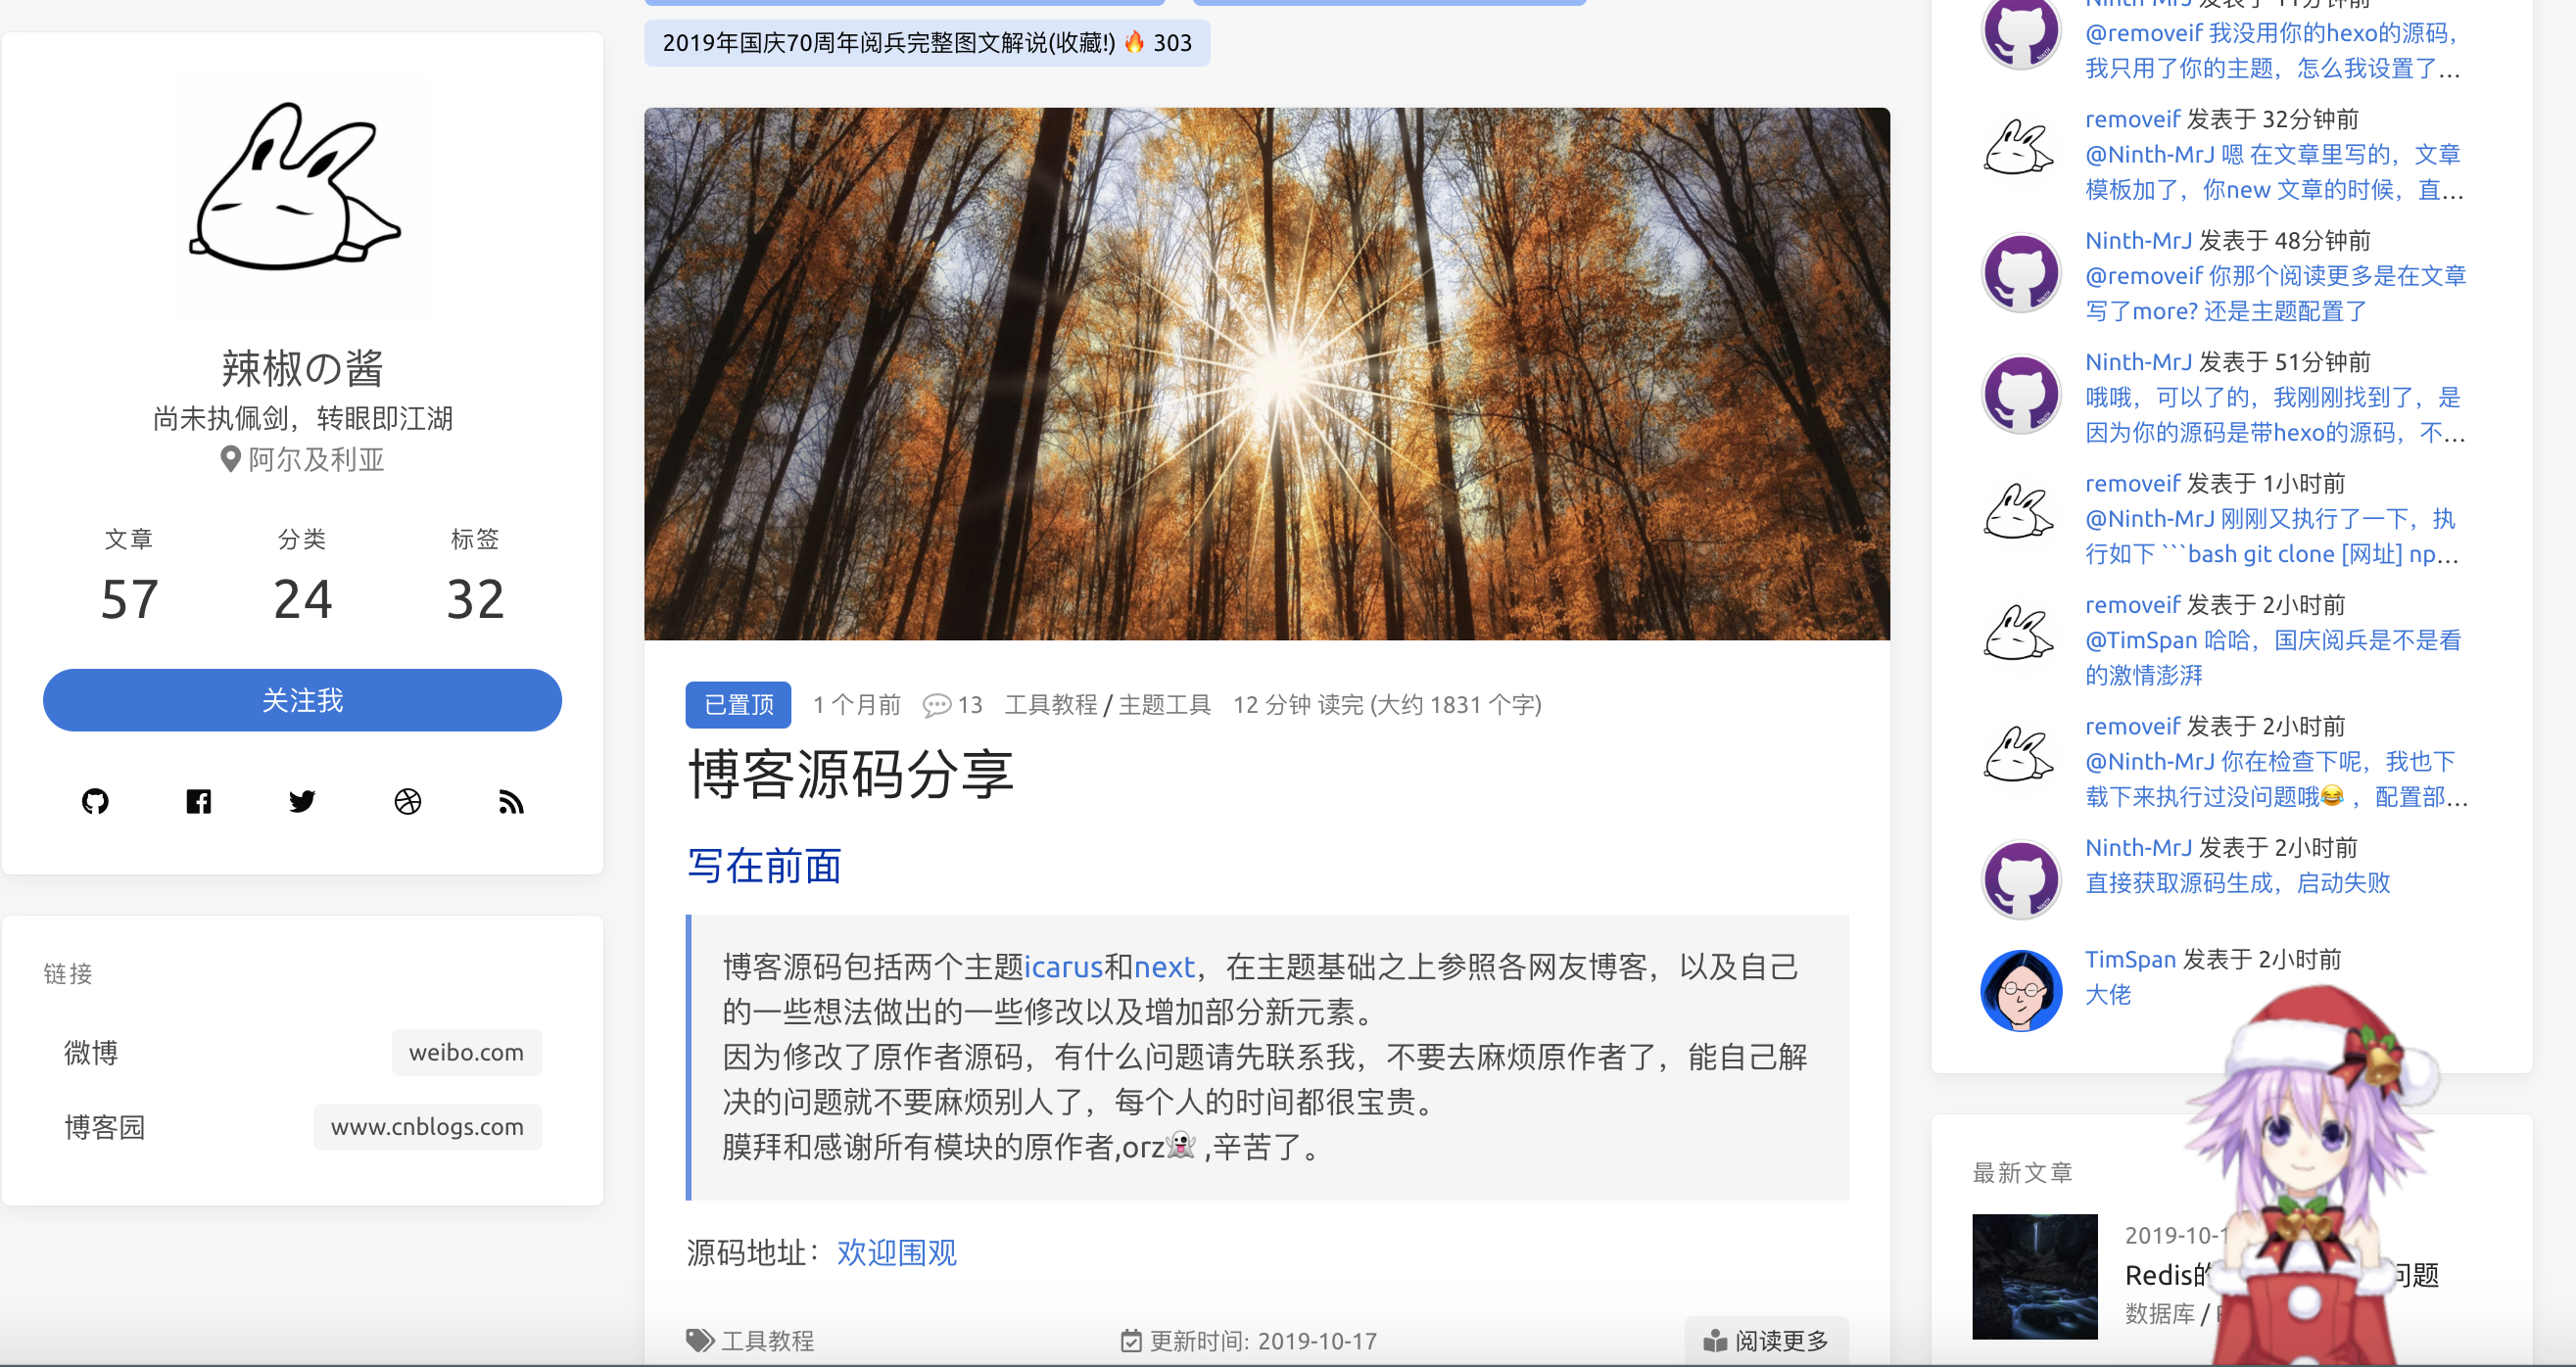 2019年国庆70周年阅兵完整图文解说(收藏!) 🔥 303
辣椒の酱
尚未执佩剑，转眼即江湖
阿尔及利亚
文章 分类 标签
57 24 32
关注我
链接
微博 weibo.com
博客园 www.cnblogs.com
已置顶 1 个月前 13 工具教程 / 主题工具 12 分钟 读完 (大约 1831 个字)
博客源码分享
写在前面
博客源码包括两个主题icarus和next，在主题基础之上参照各网友博客，以及自己
的一些想法做出的一些修改以及增加部分新元素。
因为修改了原作者源码，有什么问题请先联系我，不要去麻烦原作者了，能自己解
决的问题就不要麻烦别人了，每个人的时间都很宝贵。
膜拜和感谢所有模块的原作者,orz👻 ,辛苦了。
源码地址：欢迎围观
工具教程 更新时间: 2019-10-17 阅读更多
Ninth-MrJ 发表于 11分钟前
@removeif 我没用你的hexo的源码，
我只用了你的主题，怎么我设置了...
removeif 发表于 32分钟前
@Ninth-MrJ 嗯 在文章里写的，文章
模板加了，你new 文章的时候，直...
Ninth-MrJ 发表于 48分钟前
@removeif 你那个阅读更多是在文章
写了more? 还是主题配置了
Ninth-MrJ 发表于 51分钟前
哦哦，可以了的，我刚刚找到了，是
因为你的源码是带hexo的源码，不...
removeif 发表于 1小时前
@Ninth-MrJ 刚刚又执行了一下，执
行如下 ```bash git clone [网址] np...
removeif 发表于 2小时前
@TimSpan 哈哈，国庆阅兵是不是看
的激情澎湃
removeif 发表于 2小时前
@Ninth-MrJ 你在检查下呢，我也下
载下来执行过没问题哦😂 ，配置部...
Ninth-MrJ 发表于 2小时前
直接获取源码生成，启动失败
TimSpan 发表于 2小时前
大佬
最新文章
2019-10-1
Redis的 问题
数据库 /